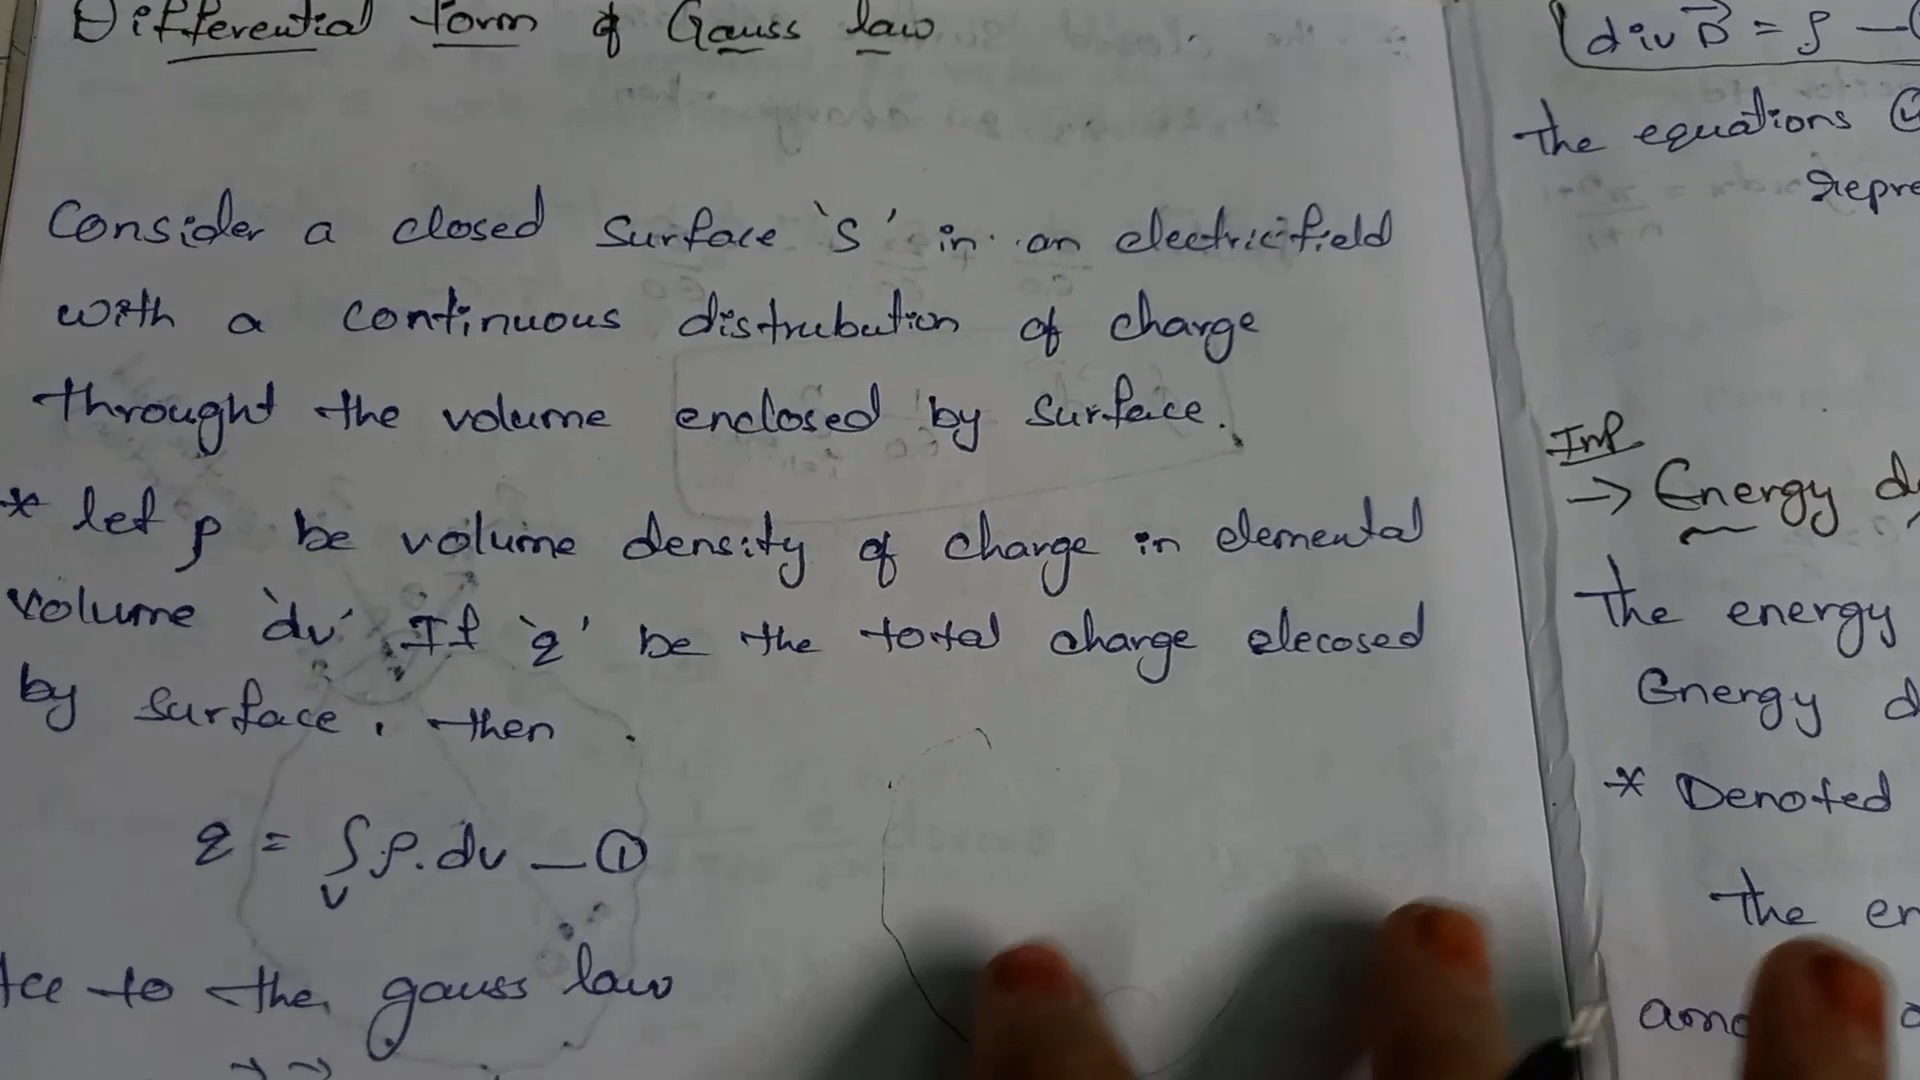 Differential form of Gauss law
Consider a closed surface 's' in an electric field
with a continuous distrubution of charge
throught the volume enclosed by surface.
* let ρ be volume density of charge in elemental
volume 'dv' If 'q' be the total charge elecosed
by surface. then
q = ∫ρ.dv — ①
V
to the gauss law
div D⃗ = ρ —
the equations
Imp
→ Energy
the energy
Energy
* Denoted
the